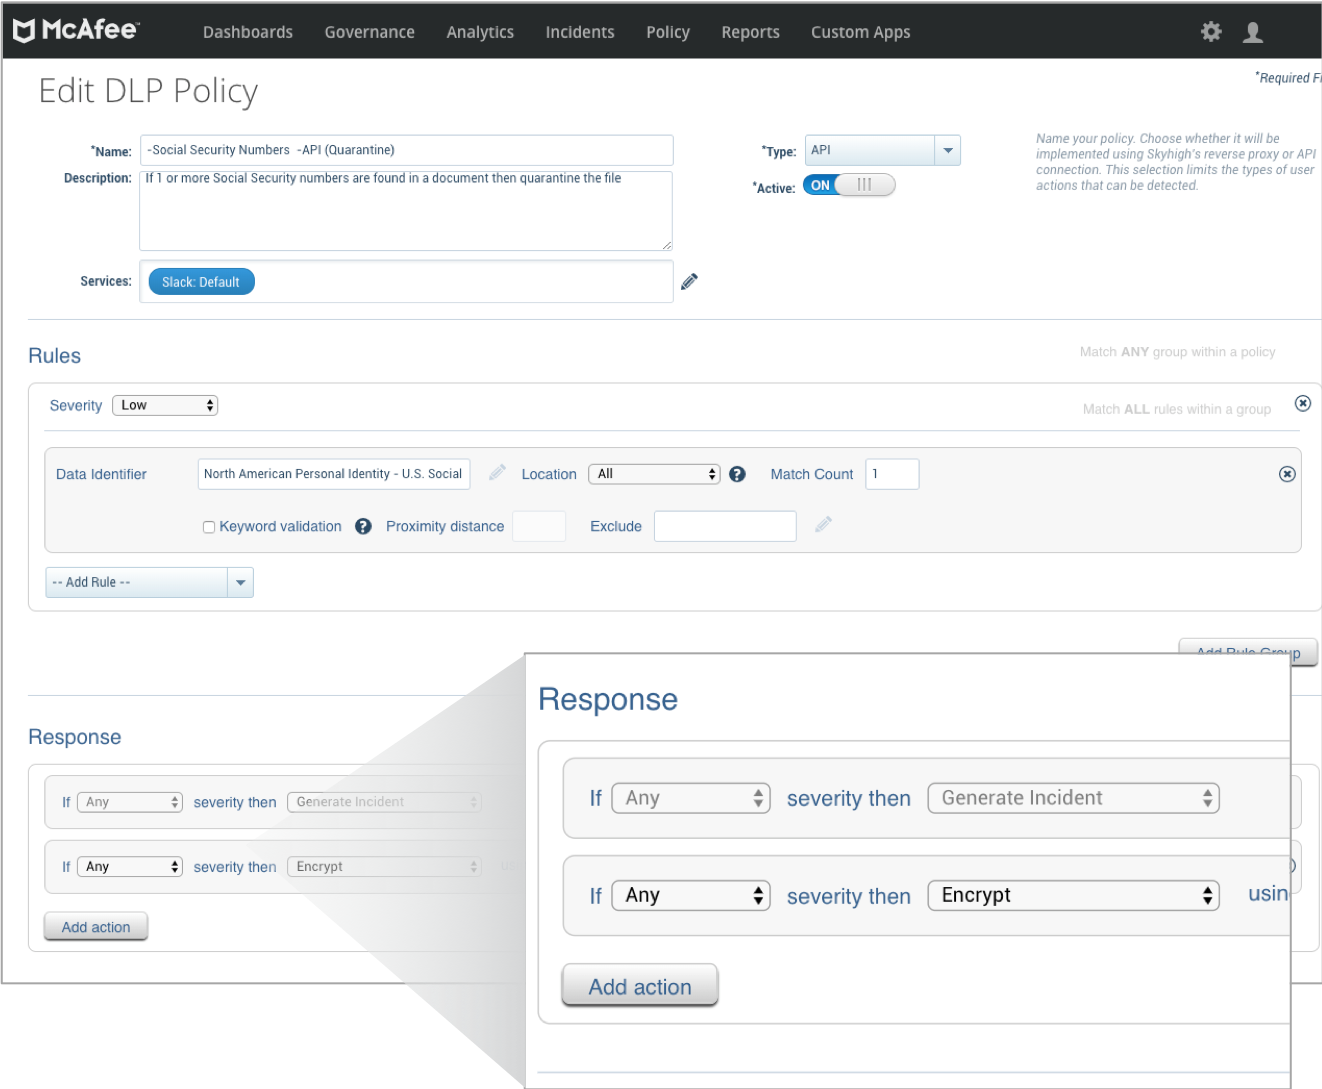 McAfee™ Dashboards Governance Analytics Incidents Policy Reports Custom Apps
Edit DLP Policy
*Required
*Name: -Social Security Numbers -API (Quarantine)
*Type: API
Description: If 1 or more Social Security numbers are found in a document then quarantine the file
*Active: ON
Name your policy. Choose whether it will be
implemented using Skyhigh's reverse proxy or API
connection. This selection limits the types of user
actions that can be detected.
Services: Slack: Default
Rules
Match ANY group within a policy
Severity Low
Match ALL rules within a group
Data Identifier North American Personal Identity - U.S. Social Location All ? Match Count 1
Keyword validation ? Proximity distance Exclude
-- Add Rule --
Add Rule Group
Response
If Any severity then Generate Incident
If Any severity then Encrypt
Add action
Response
If Any severity then Generate Incident
If Any severity then Encrypt usin
Add action